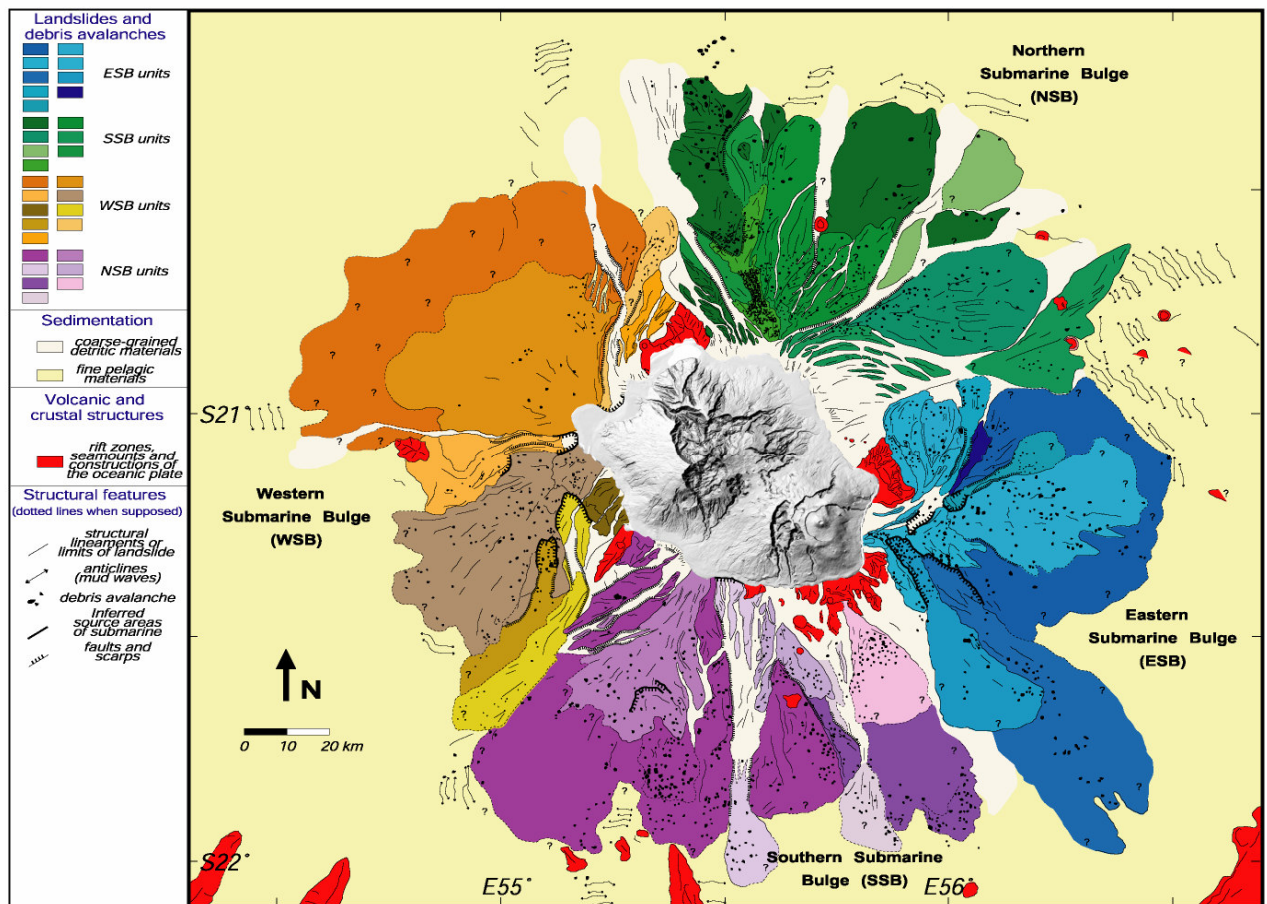 Landslides and
debris avalanches
ESB units
SSB units
WSB units
NSB units
Sedimentation
coarse-grained
detritic materials
fine pelagic
materials
Volcanic and
crustal structures
rift zones,
seamounts and
constructions of
the oceanic plate
Structural features
(dotted lines when supposed)
structural
lineaments or
limits of landslide
anticlines
(mud waves)
debris avalanche
Inferred
source areas
of submarine
faults and
scarps
Northern
Submarine Bulge
(NSB)
S21°
Western
Submarine Bulge
(WSB)
Eastern
Submarine Bulge
(ESB)
N
0 10 20 km
Southern Submarine
Bulge (SSB)
S22°
E55°
E56°